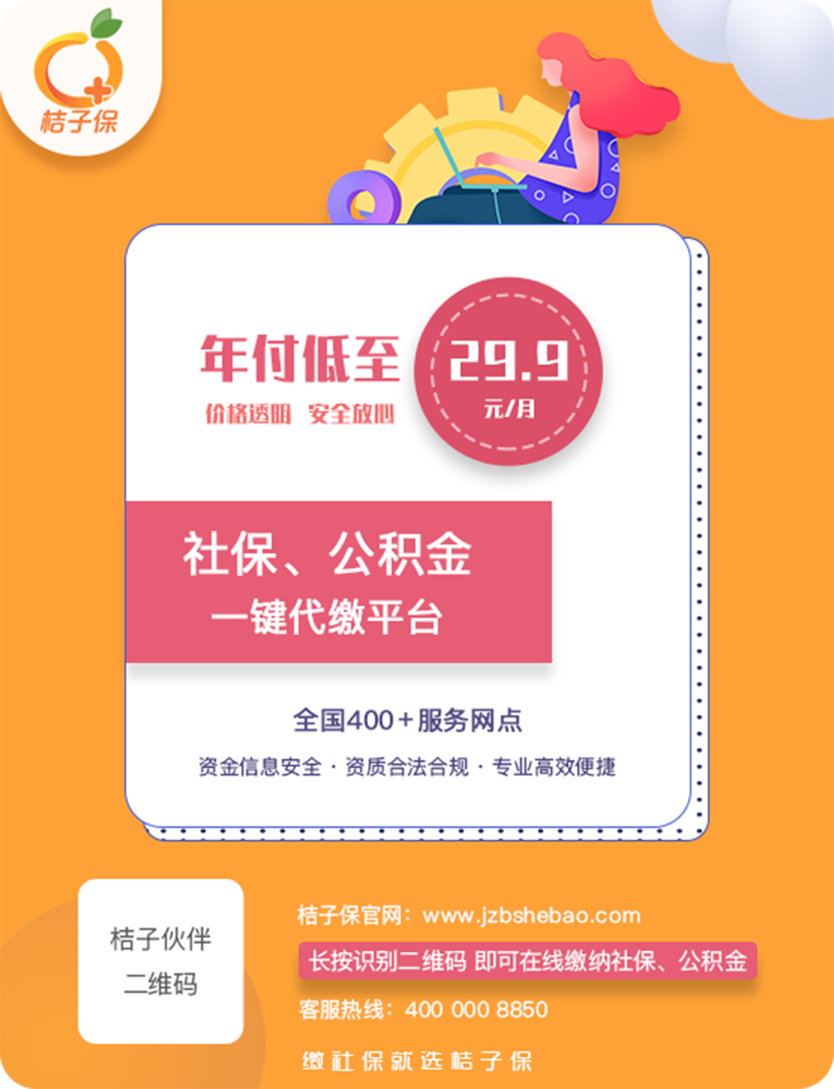 桔子保
年付低至
29.9
元/月
价格透明 安全放心
社保、公积金
一键代缴平台
全国400+服务网点
资金信息安全·资质合法合规·专业高效便捷
桔子伙伴
二维码
桔子保官网：www.jzbshebao.com
长按识别二维码 即可在线缴纳社保、公积金
客服热线：400 000 8850
缴社保就选桔子保